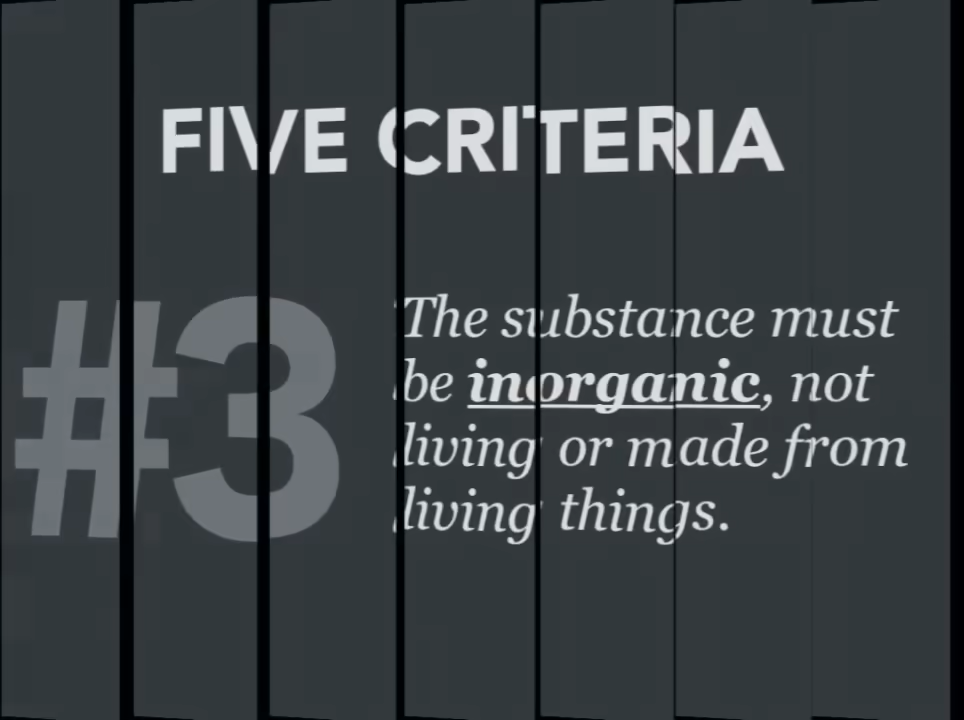 FIVE CRITERIA
#3
The substance must
be inorganic, not
living or made from
living things.